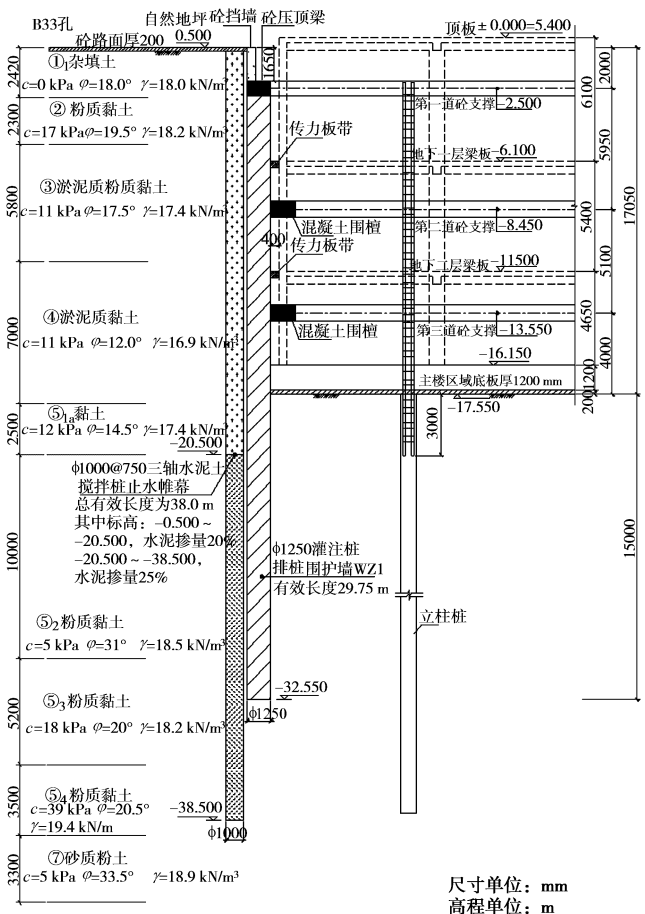 B33孔
自然地坪
砼挡墙
砼压顶梁
砼路面厚200
0.500
顶板±0.000=5.400
①₁杂填土
c=0 kPa φ=18.0° γ=18.0 kN/m³
② 粉质黏土
c=17 kPa φ=19.5° γ=18.2 kN/m³
③淤泥质粉质黏土
c=11 kPa φ=17.5° γ=17.4 kN/m³
④淤泥质黏土
c=11 kPa φ=12.0° γ=16.9 kN/m³
⑤₁ₐ黏土
c=12 kPa φ=14.5° γ=17.4 kN/m³
-20.500
ϕ1000@750三轴水泥土
搅拌桩止水帷幕
总有效长度为38.0 m
其中标高：-0.500～
-20.500，水泥掺量20%
-20.500～-38.500，
水泥掺量25%
⑤₂粉质黏土
c=5 kPa φ=31° γ=18.5 kN/m³
⑤₃粉质黏土
c=18 kPa φ=20° γ=18.2 kN/m³
⑤₄粉质黏土
c=39 kPa φ=20.5°
γ=19.4 kN/m
-38.500
ϕ1000
⑦砂质粉土
c=5 kPa φ=33.5° γ=18.9 kN/m³
2420
2300
5800
7000
2500
10000
5200
3500
3300
1650
传力板带
混凝土围檀
400
传力板带
混凝土围檀
第一道砼支撑 -2.500
地下一层梁板 -6.100
第二道砼支撑 -8.450
地下二层梁板 -11500
第三道砼支撑 -13.550
-16.150
主楼区域底板厚1200 mm
-17.550
3000
ϕ1250灌注桩
排桩围护墙WZ1
有效长度29.75 m
立柱桩
-32.550
ϕ1250
6100
5400
4650
1200
200
2000
5950
5100
4000
17050
15000
尺寸单位：mm
高程单位：m